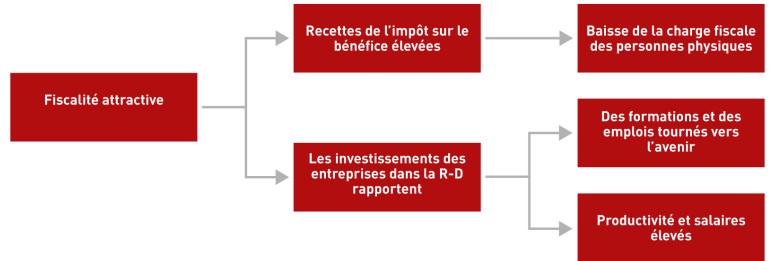 Fiscalité attractive
Recettes de l'impôt sur le
bénéfice élevées
Baisse de la charge fiscale
des personnes physiques
Les investissements des
entreprises dans la R-D
rapportent
Des formations et des
emplois tournés vers
l'avenir
Productivité et salaires
élevés